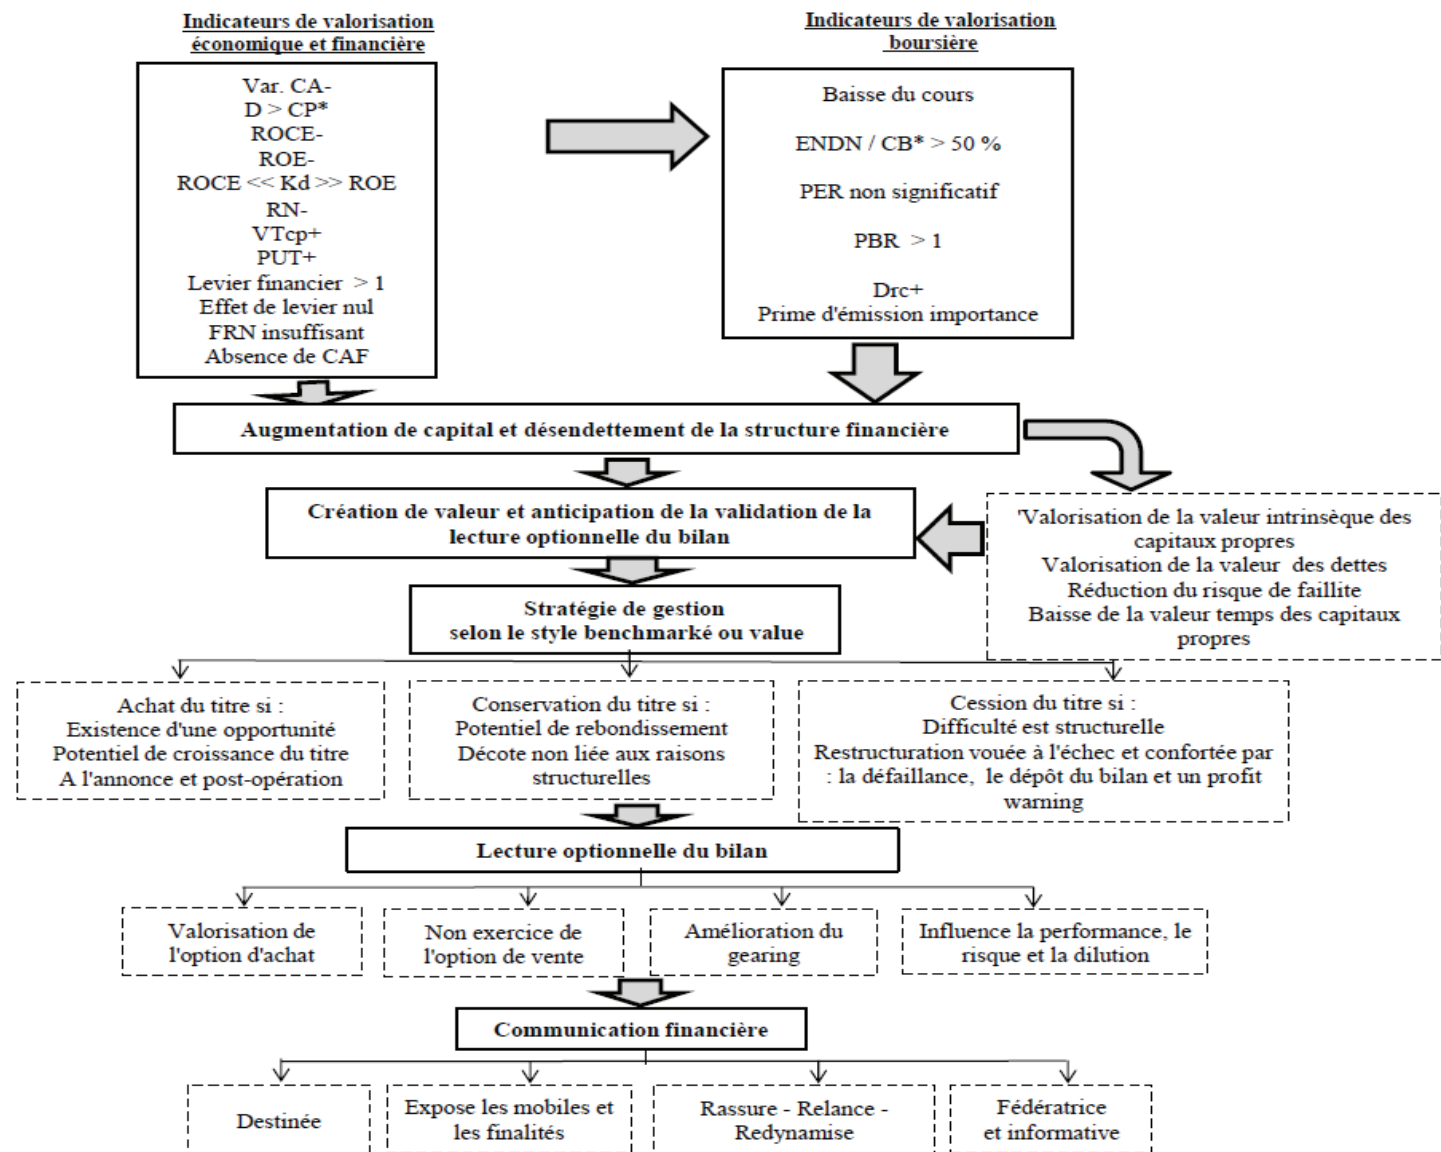 Indicateurs de valorisation
économique et financière
Var. CA-
D > CP*
ROCE-
ROE-
ROCE << Kd >> ROE
RN-
VTcp+
PUT+
Levier financier > 1
Effet de levier nul
FRN insuffisant
Absence de CAF
Indicateurs de valorisation
boursière
Baisse du cours
ENDN / CB* > 50 %
PER non significatif
PBR > 1
Drc+
Prime d'émission importance
Augmentation de capital et désendettement de la structure financière
Création de valeur et anticipation de la validation de la
lecture optionnelle du bilan
'Valorisation de la valeur intrinsèque des
capitaux propres
Valorisation de la valeur des dettes
Réduction du risque de faillite
Baisse de la valeur temps des capitaux
propres
Stratégie de gestion
selon le style benchmarké ou value
Achat du titre si :
Existence d'une opportunité
Potentiel de croissance du titre
A l'annonce et post-opération
Conservation du titre si :
Potentiel de rebondissement
Décote non liée aux raisons
structurelles
Cession du titre si :
Difficulté est structurelle
Restructuration vouée à l'échec et confortée par
: la défaillance, le dépôt du bilan et un profit
warning
Lecture optionnelle du bilan
Valorisation de
l'option d'achat
Non exercice de
l'option de vente
Amélioration du
gearing
Influence la performance, le
risque et la dilution
Communication financière
Destinée
Expose les mobiles et
les finalités
Rassure - Relance -
Redynamise
Fédératrice
et informative